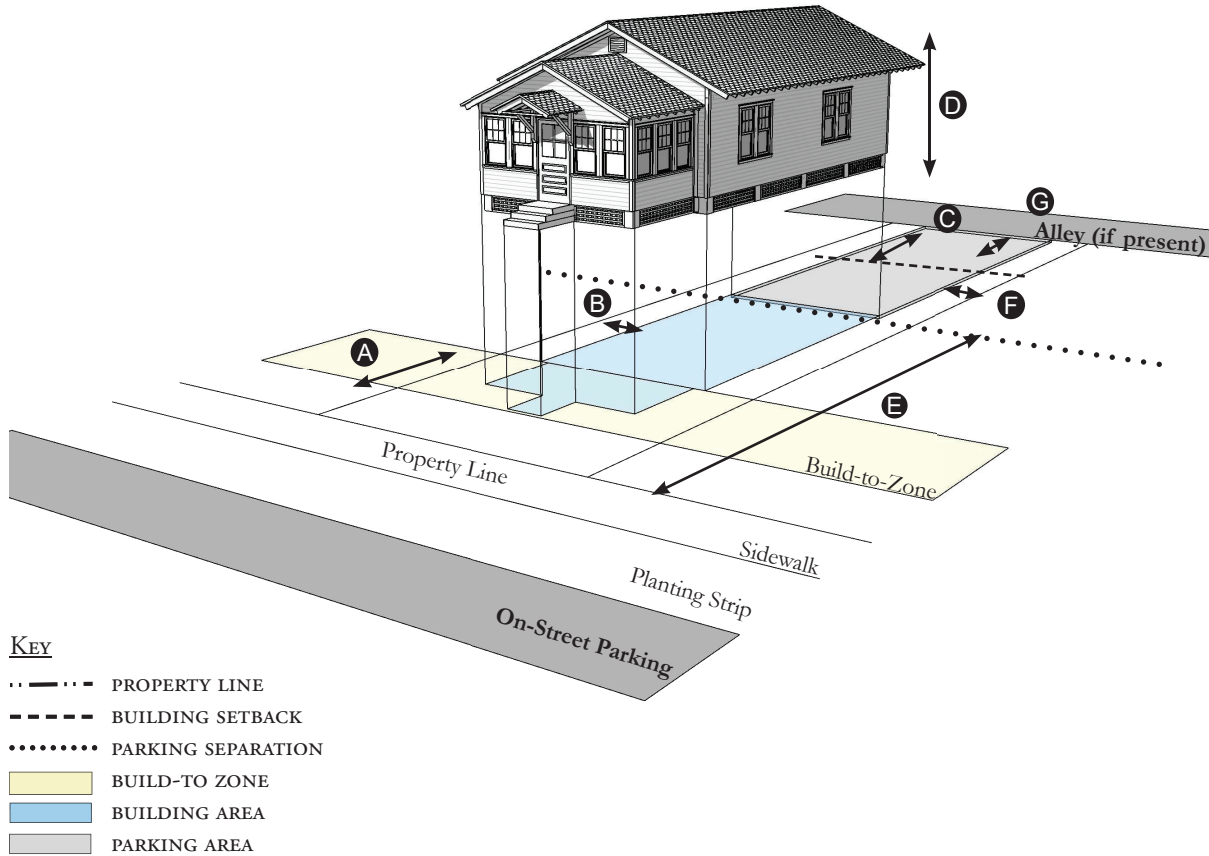 D
G
C
Alley (if present)
B
F
A
E
Property Line
Build-to-Zone
Sidewalk
Planting Strip
On-Street Parking
KEY
PROPERTY LINE
BUILDING SETBACK
PARKING SEPARATION
BUILD-TO ZONE
BUILDING AREA
PARKING AREA